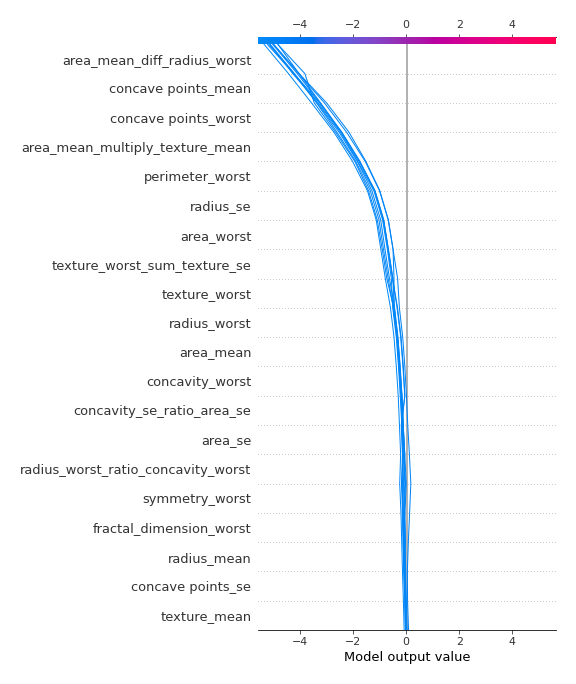 −4 −2 0 2 4
area_mean_diff_radius_worst
concave points_mean
concave points_worst
area_mean_multiply_texture_mean
perimeter_worst
radius_se
area_worst
texture_worst_sum_texture_se
texture_worst
radius_worst
area_mean
concavity_worst
concavity_se_ratio_area_se
area_se
radius_worst_ratio_concavity_worst
symmetry_worst
fractal_dimension_worst
radius_mean
concave points_se
texture_mean
−4 −2 0 2 4
Model output value